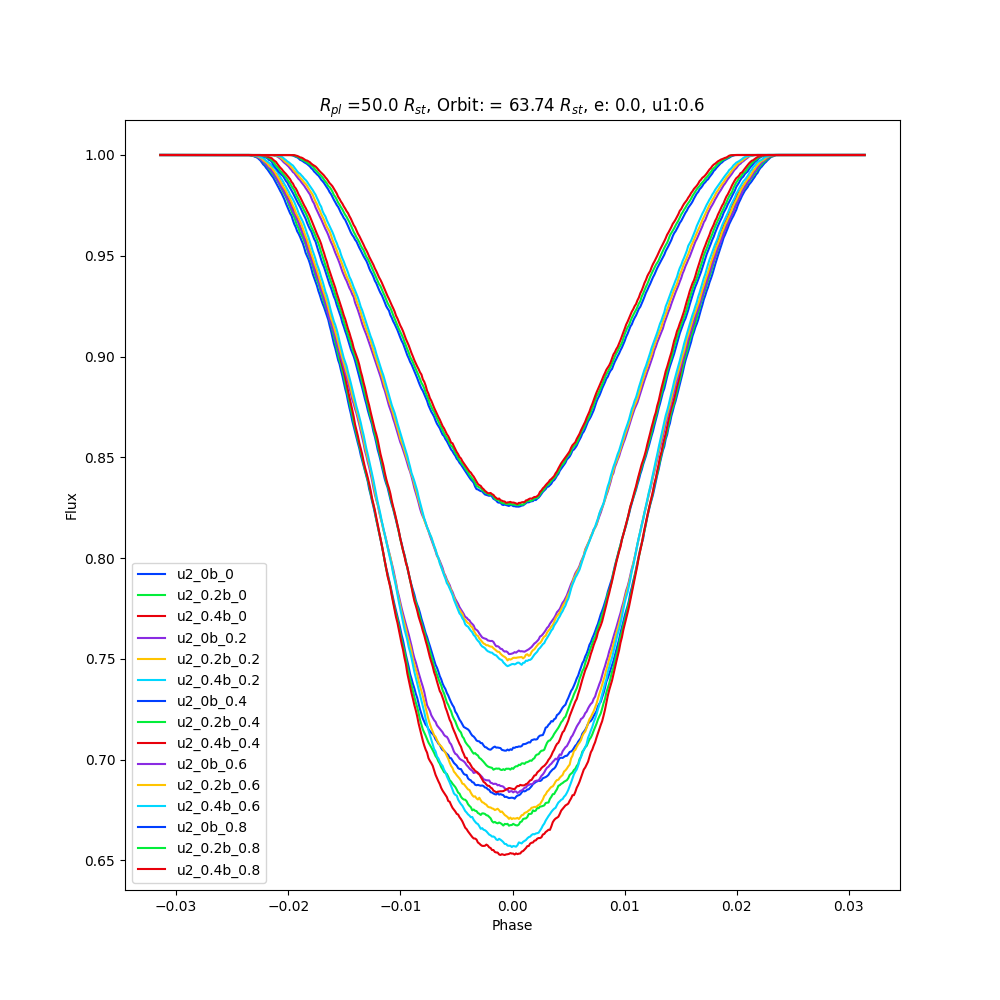 R_pl =50.0 R_st, Orbit: = 63.74 R_st, e: 0.0, u1:0.6
1.00
0.95
0.90
0.85
0.80
0.75
0.70
0.65
Flux
u2_0b_0
u2_0.2b_0
u2_0.4b_0
u2_0b_0.2
u2_0.2b_0.2
u2_0.4b_0.2
u2_0b_0.4
u2_0.2b_0.4
u2_0.4b_0.4
u2_0b_0.6
u2_0.2b_0.6
u2_0.4b_0.6
u2_0b_0.8
u2_0.2b_0.8
u2_0.4b_0.8
−0.03 −0.02 −0.01 0.00 0.01 0.02 0.03
Phase